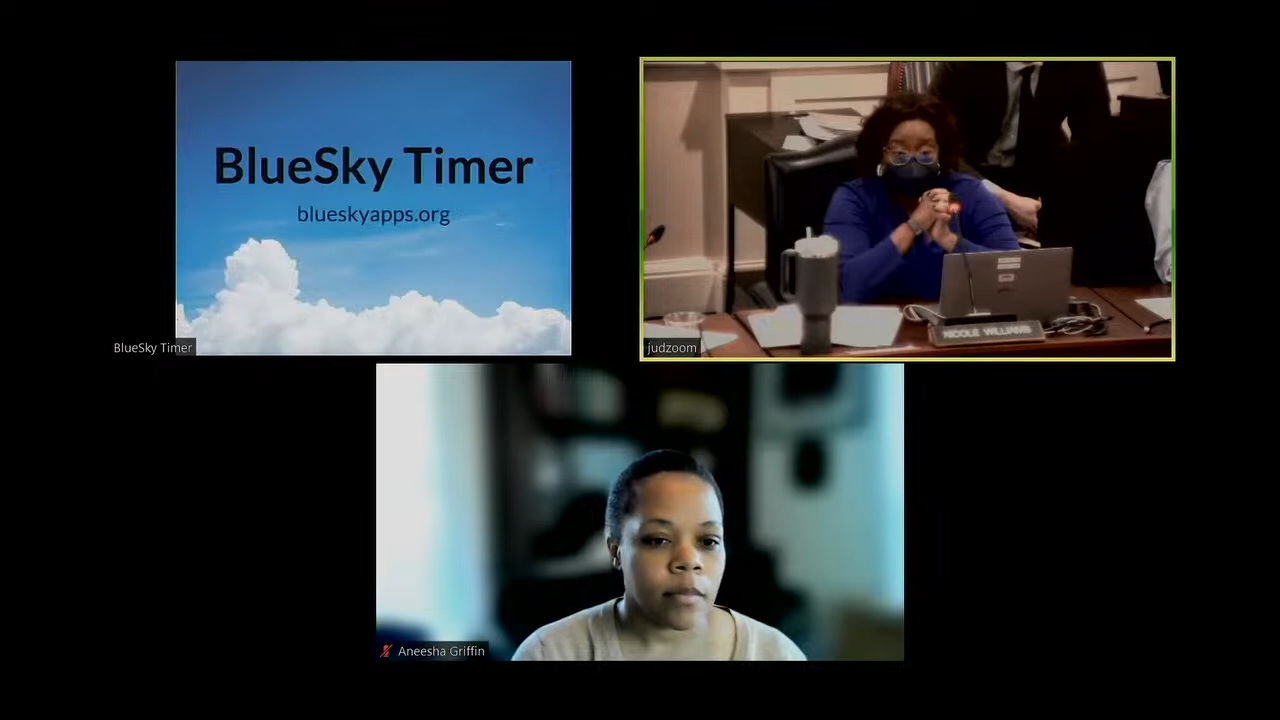 BlueSky Timer
blueskyapps.org
BlueSky Timer
judzoom
NICOLE WILLIAMS
Aneesha Griffin